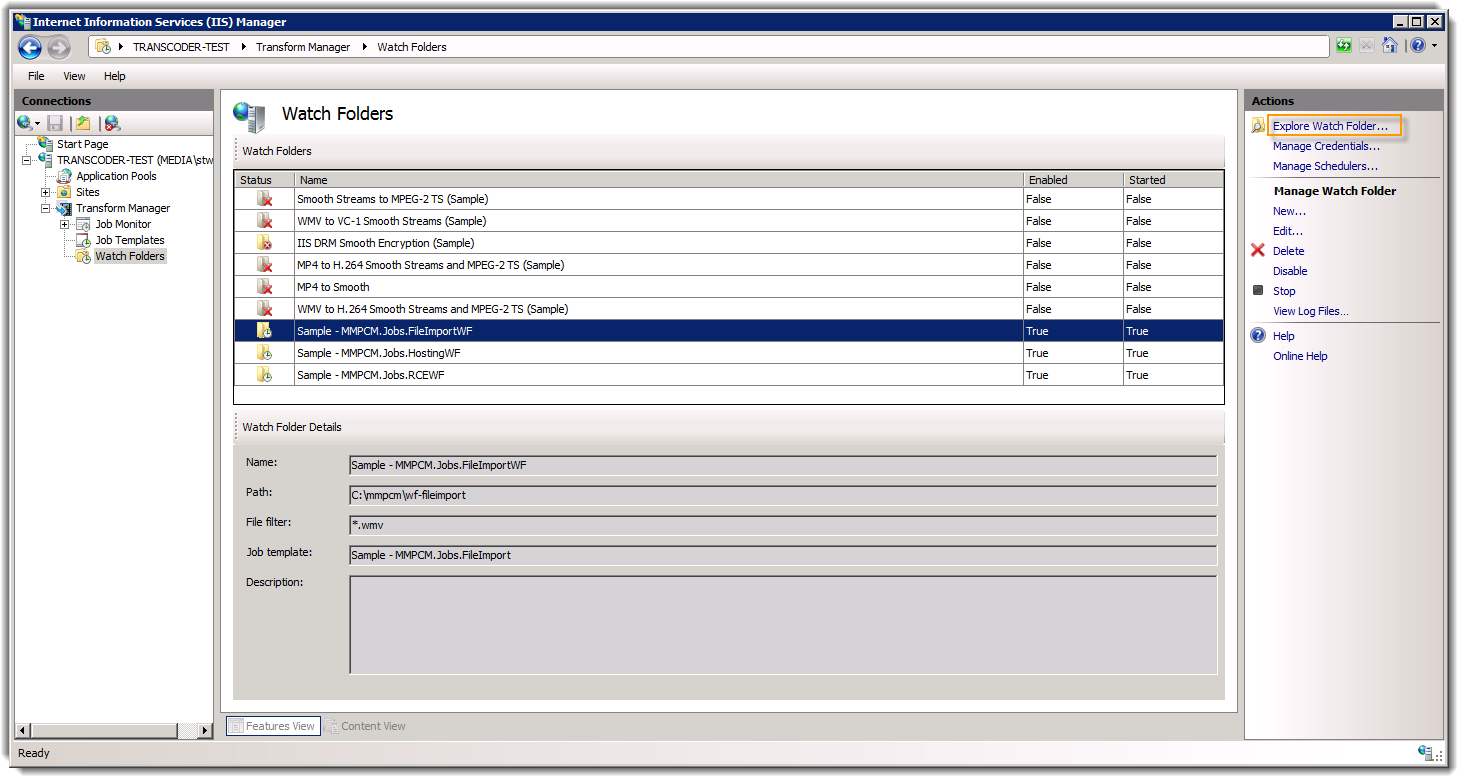 Internet Information Services (IIS) Manager
TRANSCODER-TEST Transform Manager Watch Folders
File View Help
Connections
Start Page
TRANSCODER-TEST (MEDIA\stw
Application Pools
Sites
Transform Manager
Job Monitor
Job Templates
Watch Folders
Watch Folders
Watch Folders
Status Name Enabled Started
Smooth Streams to MPEG-2 TS (Sample) False False
WMV to VC-1 Smooth Streams (Sample) False False
IIS DRM Smooth Encryption (Sample) False False
MP4 to H.264 Smooth Streams and MPEG-2 TS (Sample) False False
MP4 to Smooth False False
WMV to H.264 Smooth Streams and MPEG-2 TS (Sample) False False
Sample - MMPCM.Jobs.FileImportWF True True
Sample - MMPCM.Jobs.HostingWF True True
Sample - MMPCM.Jobs.RCEWF True True
Watch Folder Details
Name: Sample - MMPCM.Jobs.FileImportWF
Path: C:\mmpcm\wf-fileimport
File filter: *.wmv
Job template: Sample - MMPCM.Jobs.FileImport
Description:
Features View Content View
Actions
Explore Watch Folder...
Manage Credentials...
Manage Schedulers...
Manage Watch Folder
New...
Edit...
Delete
Disable
Stop
View Log Files...
Help
Online Help
Ready